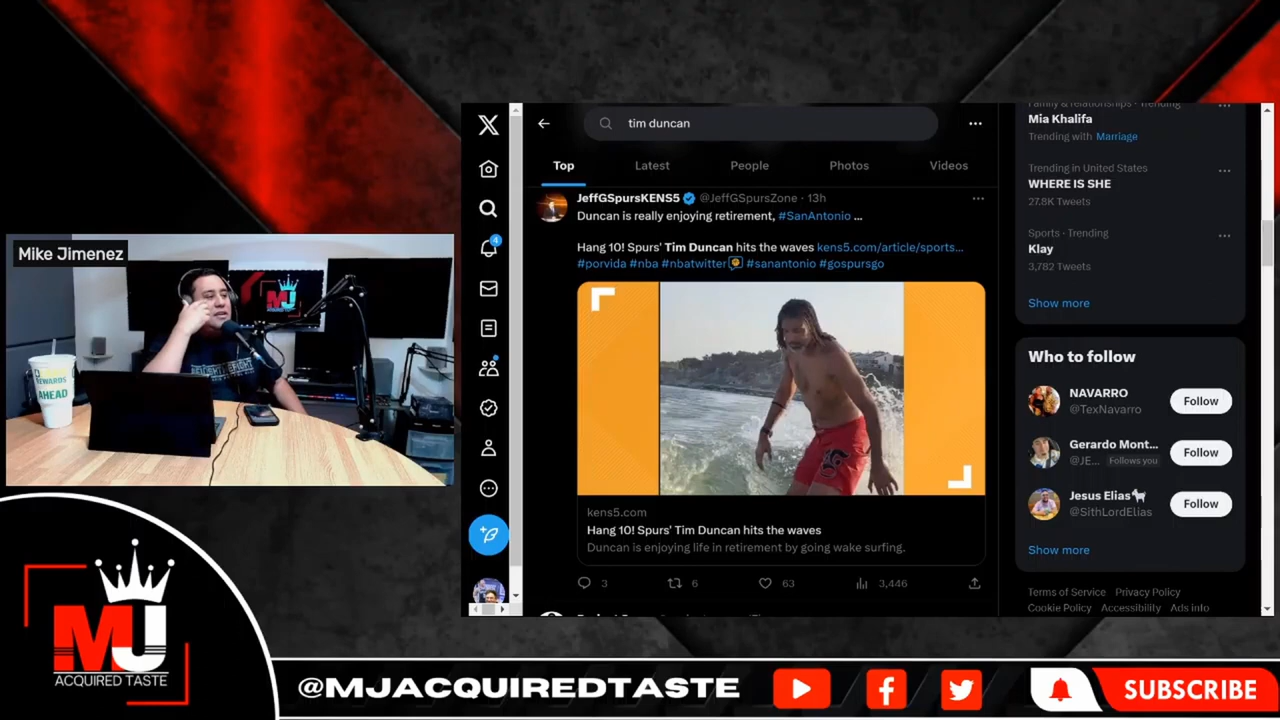 Mike Jimenez
MJ
REWARDS
AHEAD
X
tim duncan
Top
Latest
People
Photos
Videos
JeffGSpursKENS5 @JeffGSpursZone · 13h
Duncan is really enjoying retirement, #SanAntonio ...
Hang 10! Spurs' Tim Duncan hits the waves kens5.com/article/sports…
#porvida #nba #nbatwitter #sanantonio #gospursgo
kens5.com
Hang 10! Spurs' Tim Duncan hits the waves
Duncan is enjoying life in retirement by going wake surfing.
3
6
63
3,446
4
Family & relationships · Trending
Mia Khalifa
Trending with Marriage
Trending in United States
WHERE IS SHE
27.8K Tweets
Sports · Trending
Klay
3,782 Tweets
Show more
Who to follow
NAVARRO
@TexNavarro
Follow
Gerardo Mont...
@JE... Follows you
Follow
Jesus Elias
@SithLordElias
Follow
Show more
Terms of Service Privacy Policy
Cookie Policy Accessibility Ads info
MJ
ACQUIRED TASTE
@MJACQUIREDTASTE
SUBSCRIBE